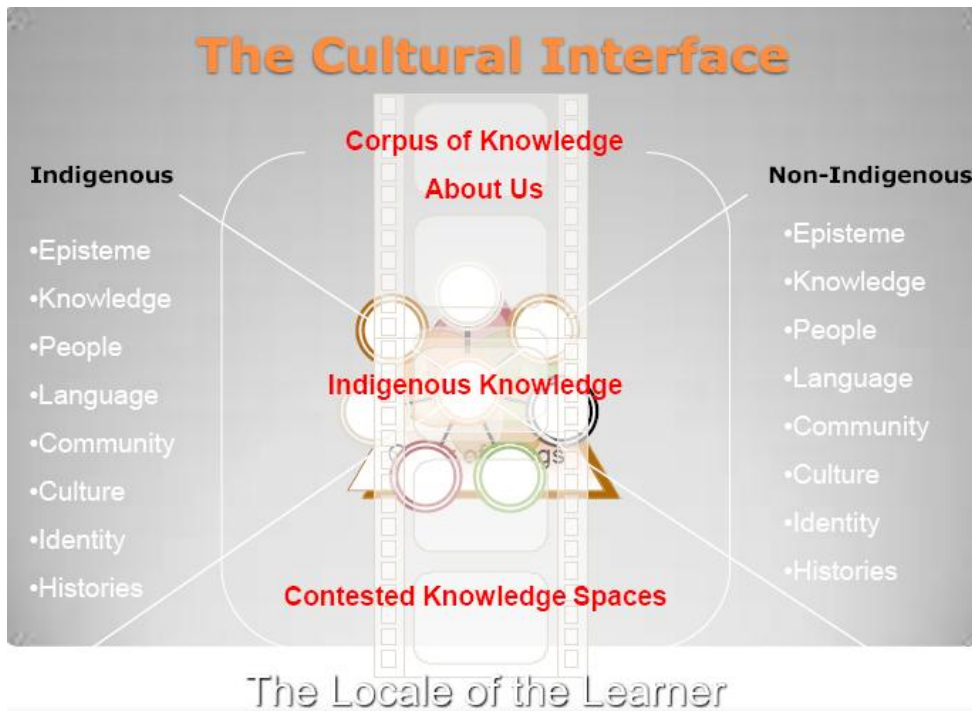 The Cultural Interface
Corpus of Knowledge
About Us
Indigenous
•Episteme
•Knowledge
•People
•Language
•Community
•Culture
•Identity
•Histories
Non-Indigenous
•Episteme
•Knowledge
•People
•Language
•Community
•Culture
•Identity
•Histories
Indigenous Knowledge
Contested Knowledge Spaces
The Locale of the Learner